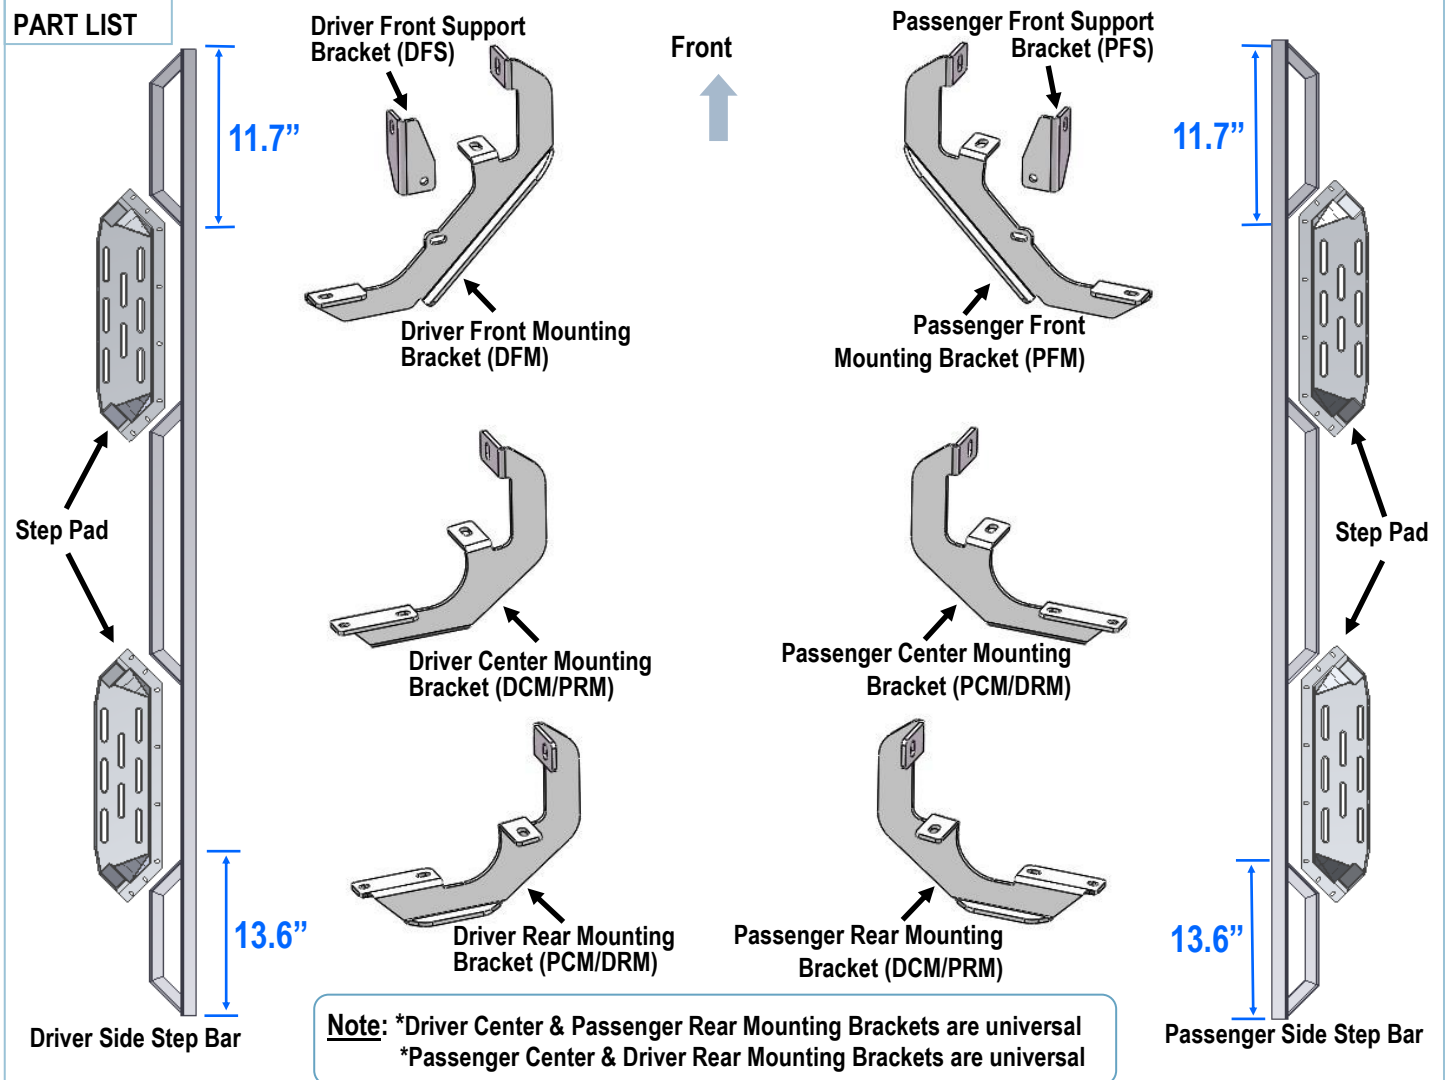 PART LIST
Driver Front Support
Bracket (DFS)
Front
Passenger Front Support
Bracket (PFS)
11.7”
11.7”
Driver Front Mounting
Bracket (DFM)
Passenger Front
Mounting Bracket (PFM)
Step Pad
Step Pad
Driver Center Mounting
Bracket (DCM/PRM)
Passenger Center Mounting
Bracket (PCM/DRM)
13.6”
13.6”
Driver Rear Mounting
Bracket (PCM/DRM)
Passenger Rear Mounting
Bracket (DCM/PRM)
Driver Side Step Bar
Passenger Side Step Bar
Note: *Driver Center & Passenger Rear Mounting Brackets are universal
*Passenger Center & Driver Rear Mounting Brackets are universal